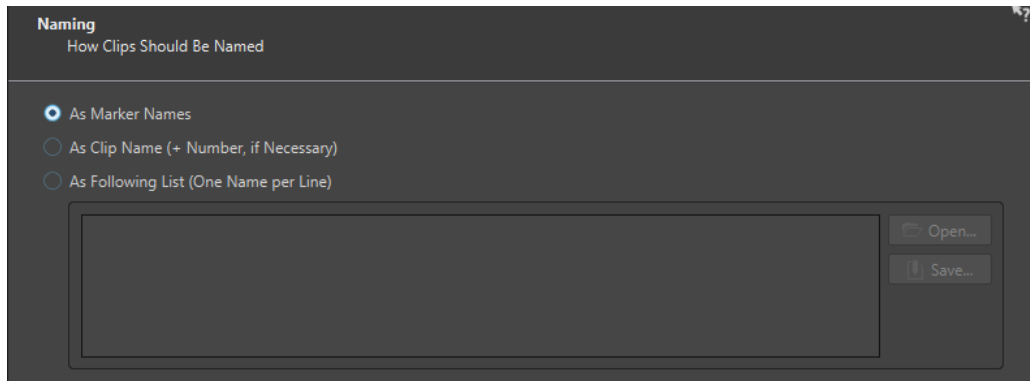 Naming
How Clips Should Be Named
As Marker Names
As Clip Name (+ Number, if Necessary)
As Following List (One Name per Line)
Open...
Save...